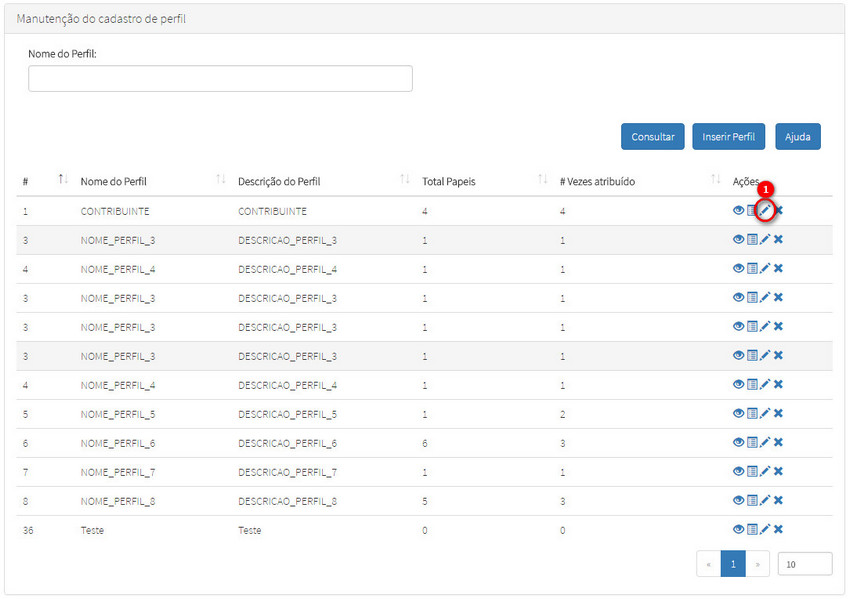 Manutenção do cadastro de perfil
Nome do Perfil:
Consultar Inserir Perfil Ajuda
# Nome do Perfil Descrição do Perfil Total Papeis # Vezes atribuído Ações
1
1 CONTRIBUINTE CONTRIBUINTE 4 4
3 NOME_PERFIL_3 DESCRICAO_PERFIL_3 1 1
4 NOME_PERFIL_4 DESCRICAO_PERFIL_4 1 1
3 NOME_PERFIL_3 DESCRICAO_PERFIL_3 1 1
3 NOME_PERFIL_3 DESCRICAO_PERFIL_3 1 1
3 NOME_PERFIL_3 DESCRICAO_PERFIL_3 1 1
4 NOME_PERFIL_4 DESCRICAO_PERFIL_4 1 1
5 NOME_PERFIL_5 DESCRICAO_PERFIL_5 1 2
6 NOME_PERFIL_6 DESCRICAO_PERFIL_6 6 3
7 NOME_PERFIL_7 DESCRICAO_PERFIL_7 1 1
8 NOME_PERFIL_8 DESCRICAO_PERFIL_8 5 3
36 Teste Teste 0 0
« 1 » 10